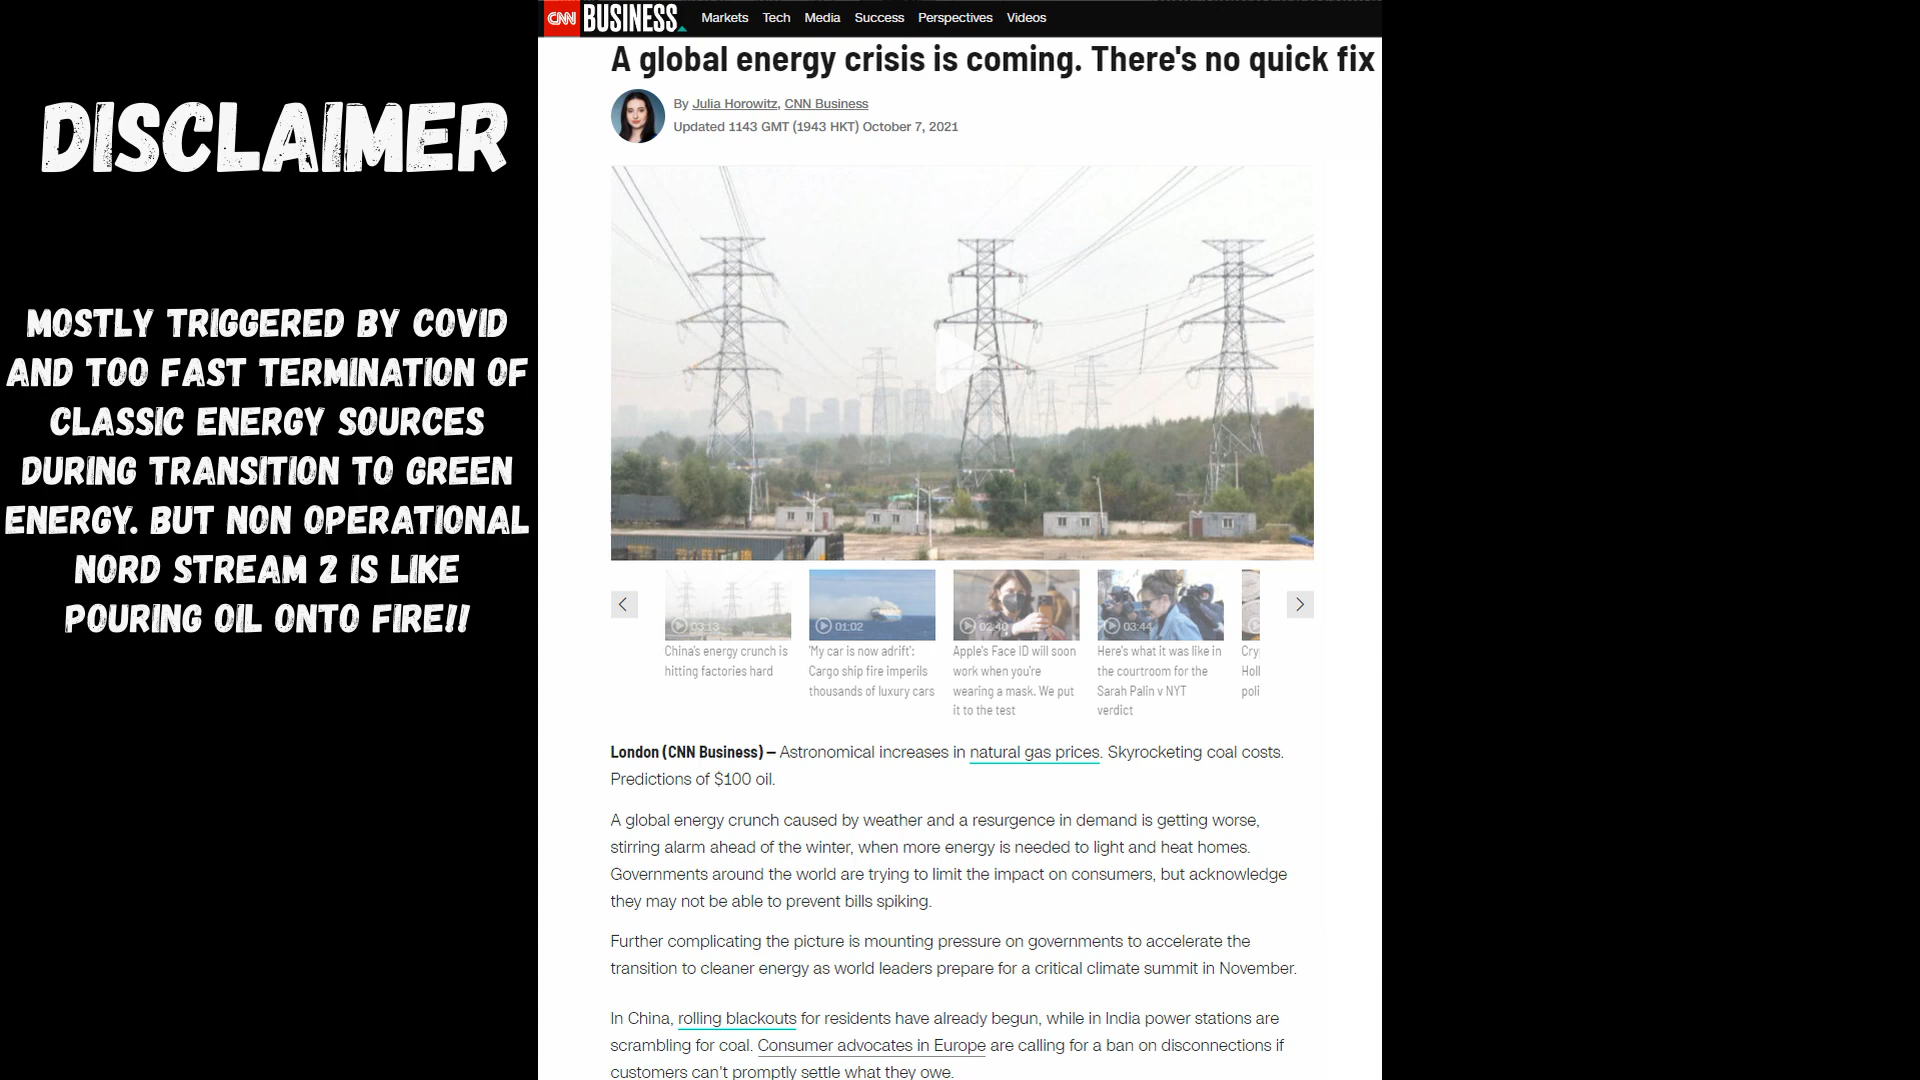 DISCLAIMER
MOSTLY TRIGGERED BY COVID
AND TOO FAST TERMINATION OF
CLASSIC ENERGY SOURCES
DURING TRANSITION TO GREEN
ENERGY. BUT NON OPERATIONAL
NORD STREAM 2 IS LIKE
POURING OIL ONTO FIRE!!
CNN BUSINESS Markets Tech Media Success Perspectives Videos
A global energy crisis is coming. There's no quick fix
By Julia Horowitz, CNN Business
Updated 1143 GMT (1943 HKT) October 7, 2021
03:13
01:02
02:40
03:44
China's energy crunch is
hitting factories hard
'My car is now adrift':
Cargo ship fire imperils
thousands of luxury cars
Apple's Face ID will soon
work when you're
wearing a mask. We put
it to the test
Here's what it was like in
the courtroom for the
Sarah Palin v NYT
verdict
Cry
Holl
poli
London (CNN Business) — Astronomical increases in natural gas prices. Skyrocketing coal costs.
Predictions of $100 oil.
A global energy crunch caused by weather and a resurgence in demand is getting worse,
stirring alarm ahead of the winter, when more energy is needed to light and heat homes.
Governments around the world are trying to limit the impact on consumers, but acknowledge
they may not be able to prevent bills spiking.
Further complicating the picture is mounting pressure on governments to accelerate the
transition to cleaner energy as world leaders prepare for a critical climate summit in November.
In China, rolling blackouts for residents have already begun, while in India power stations are
scrambling for coal. Consumer advocates in Europe are calling for a ban on disconnections if
customers can't promptly settle what they owe.